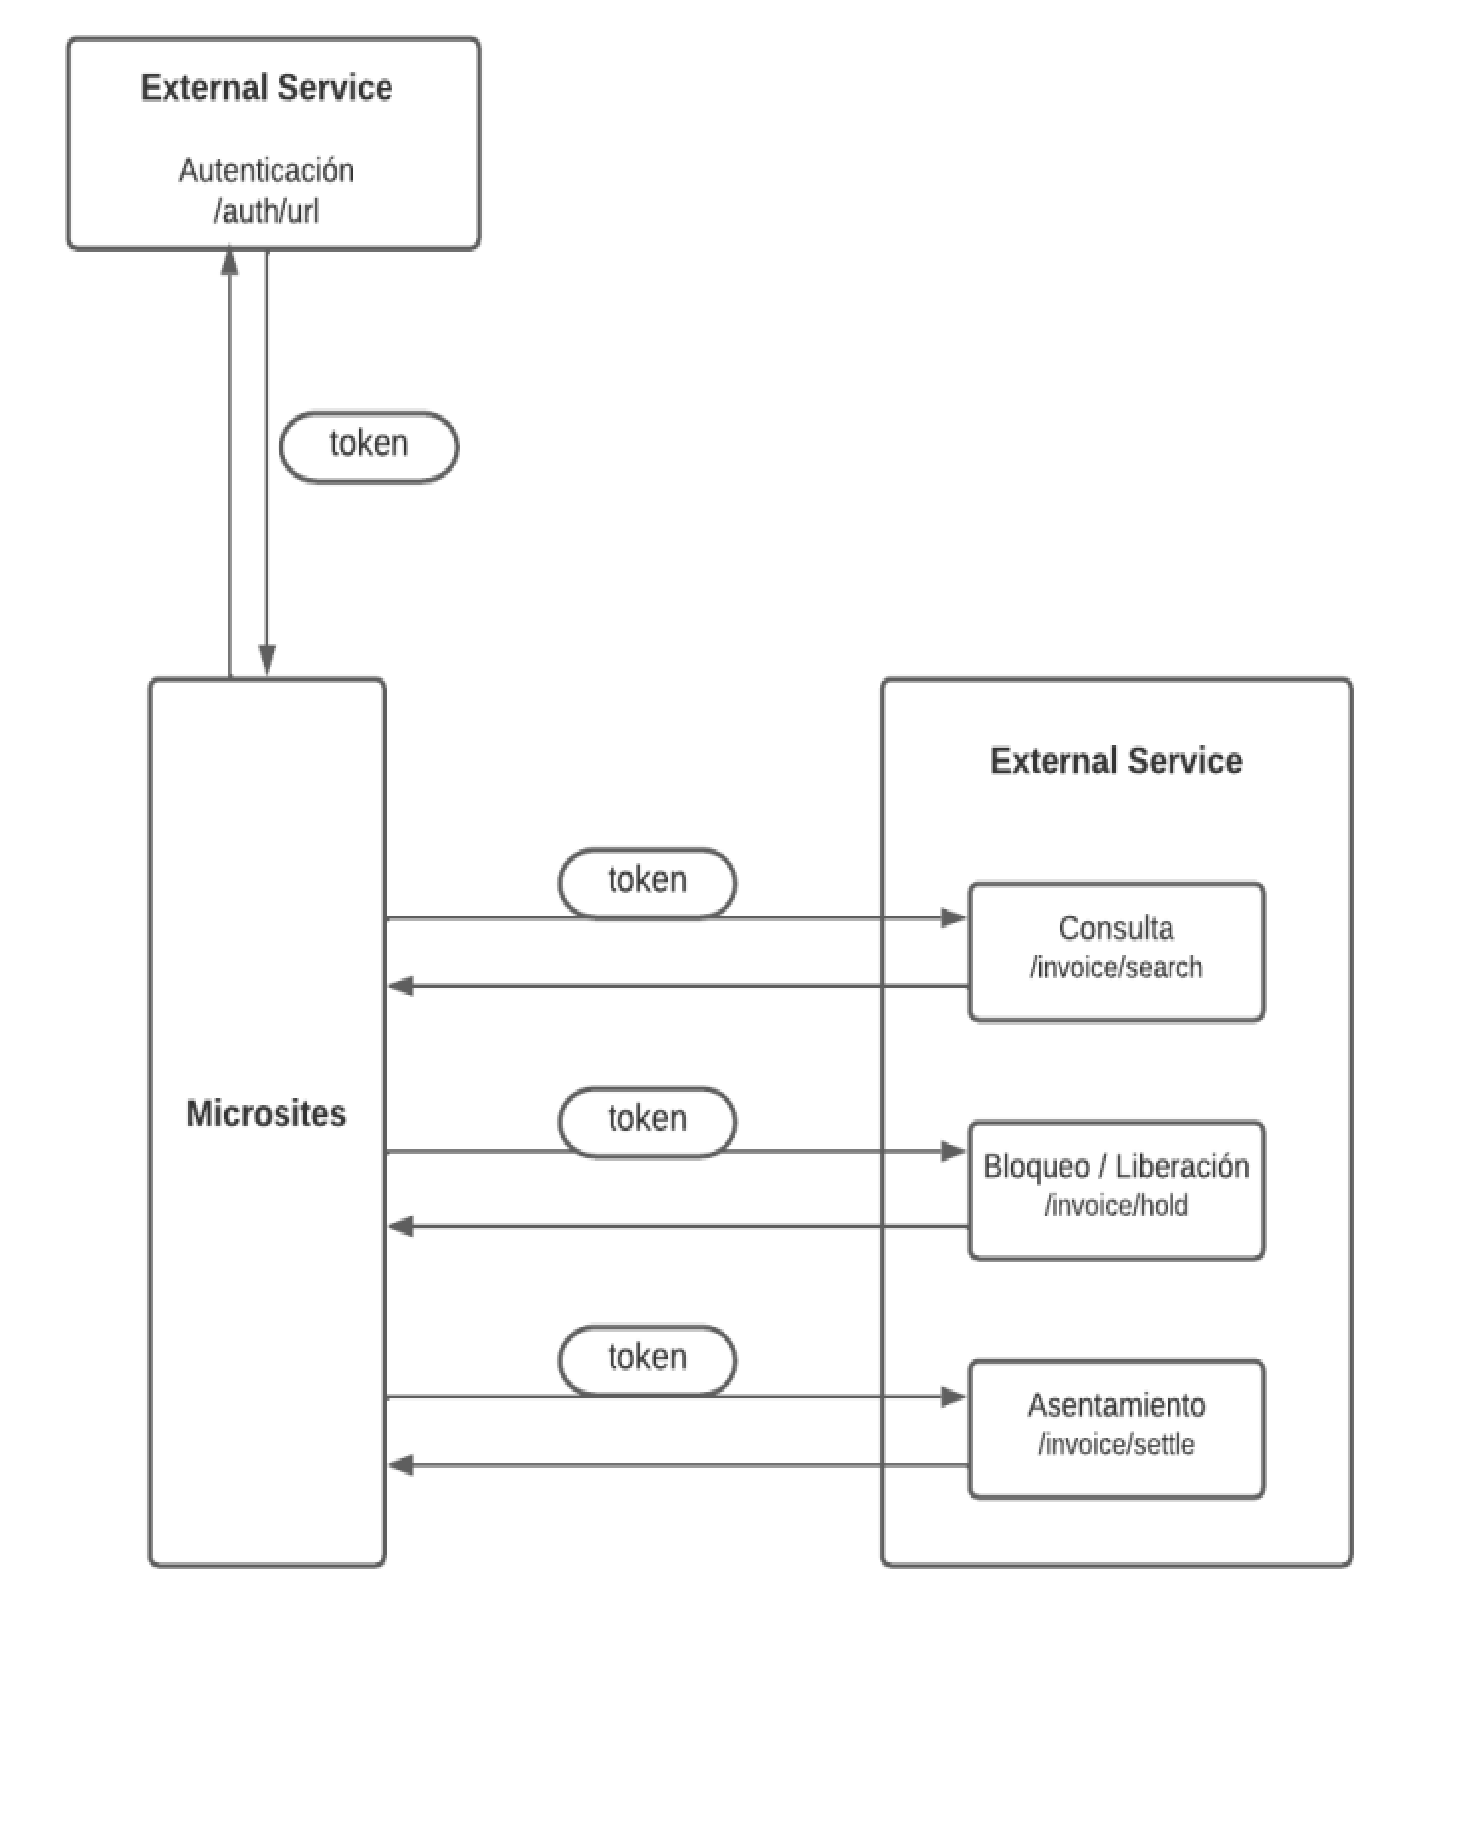 External Service
Autenticación
/auth/url
token
External Service
token
Consulta
/invoice/search
Microsites
token
Bloqueo / Liberación
/invoice/hold
token
Asentamiento
/invoice/settle